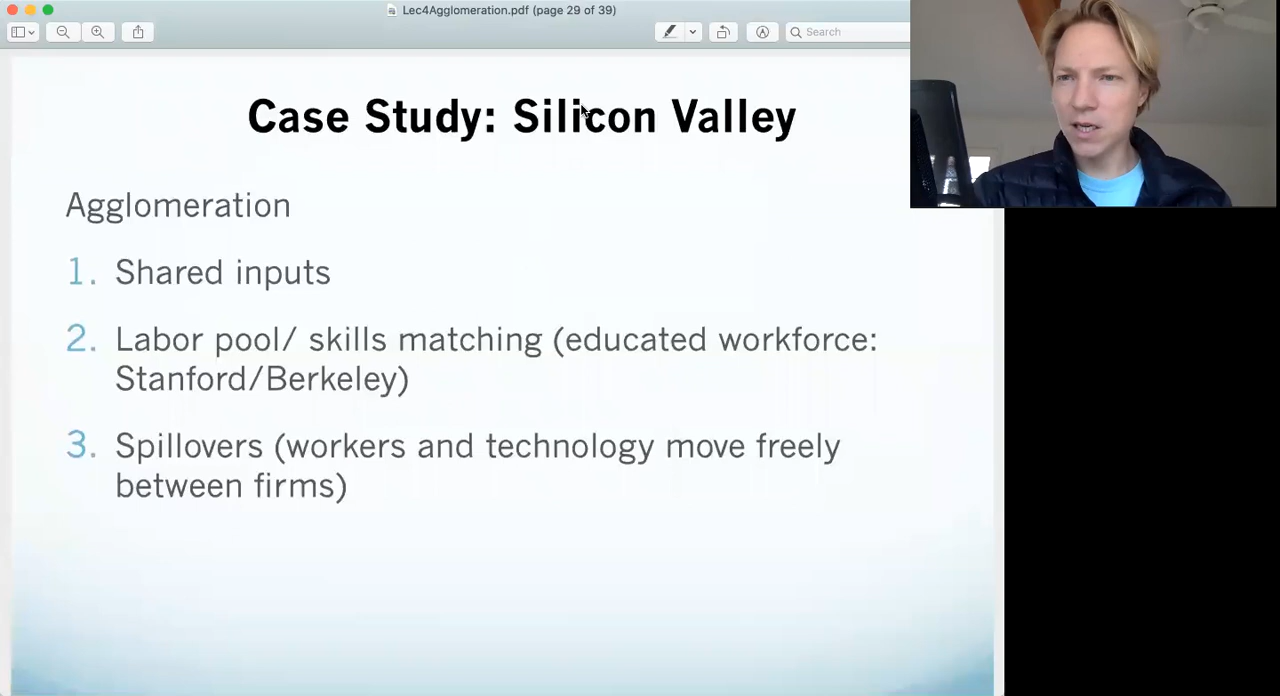 Lec4Agglomeration.pdf (page 29 of 39)
Search
Case Study: Silicon Valley
Agglomeration
1. Shared inputs
2. Labor pool/ skills matching (educated workforce:
Stanford/Berkeley)
3. Spillovers (workers and technology move freely
between firms)